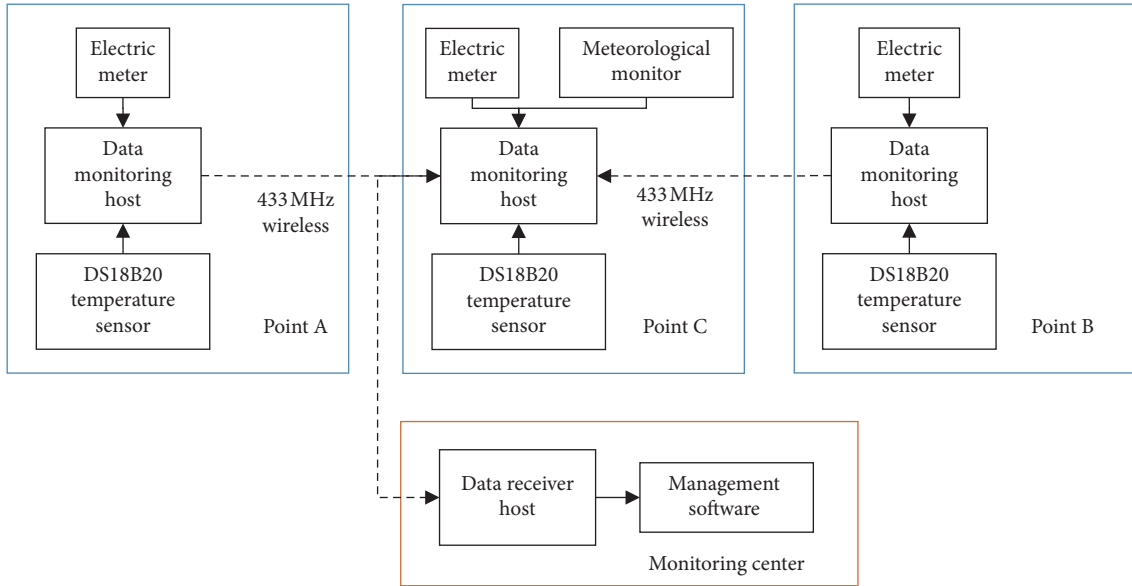 Electric
meter
Data
monitoring
host
DS18B20
temperature
sensor
Point A
433 MHz
wireless
Electric
meter
Meteorological
monitor
Data
monitoring
host
DS18B20
temperature
sensor
Point C
433 MHz
wireless
Electric
meter
Data
monitoring
host
DS18B20
temperature
sensor
Point B
Data receiver
host
Management
software
Monitoring center